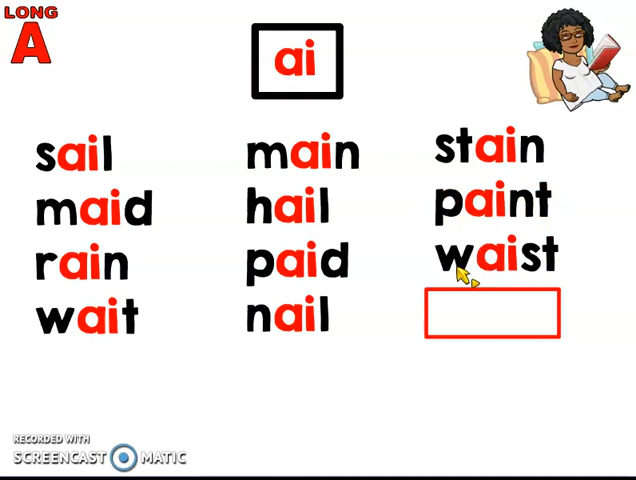 LONG
A
ai
sail
maid
rain
wait
main
hail
paid
nail
stain
paint
waist
RECORDED WITH
SCREENCAST MATIC